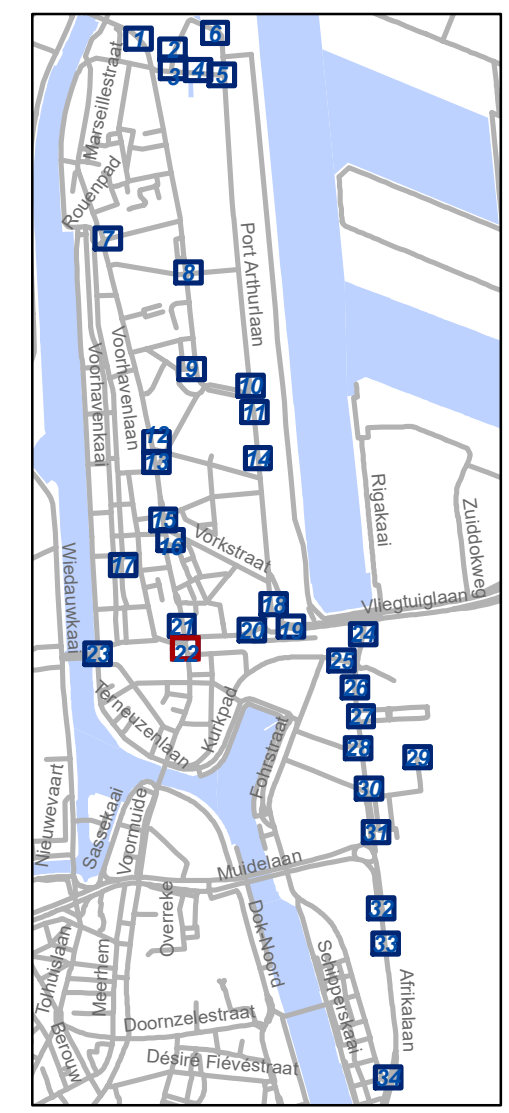 1
2
3
4
5
6
Marseillestraat
Rouenpad
7
8
Port Arthurlaan
Voorhavenlaan
Voorhavenkaai
9
10
11
12
13
14
Rigakaai
Zuiddokweg
15
16
Vorkstraat
17
Wiedauwkaai
18
19
20
21
22
23
Vliegtuiglaan
24
25
26
27
28
29
30
31
Terneuzenlaan
Kurkpad
Fohrstraat
Nieuwevaart
Sassekaai
Voormuide
Muidelaan
32
33
Overreke
Dok-Noord
Tolhuislaan
Meerhem
Schipperskaai
Afrikalaan
Doornzelestraat
Berouw
Désiré Fiévéstraat
34